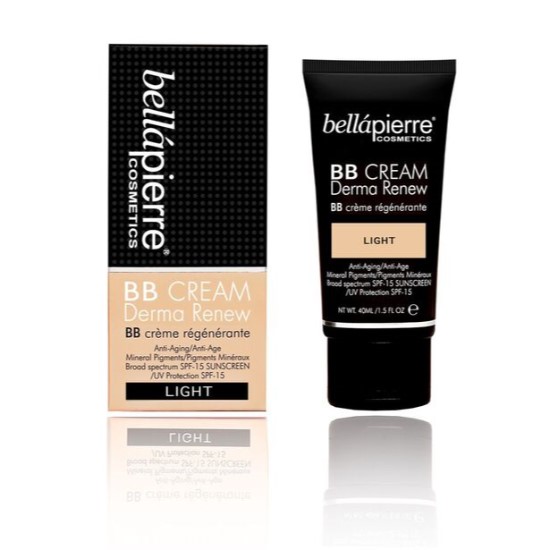 bellápierre®
COSMETICS
BB CREAM
Derma Renew
BB crème régénérante
Anti-Aging/Anti-Age
Mineral Pigments/Pigments Minéraux
Broad spectrum SPF-15 SUNSCREEN
/UV Protection SPF-15
LIGHT
bellápierre®
COSMETICS
BB CREAM
Derma Renew
BB crème régénérante
LIGHT
Anti-Aging/Anti-Age
Mineral Pigments/Pigments Minéraux
Broad spectrum SPF-15 SUNSCREEN
/UV Protection SPF-15
NT WT. 40ML/1.5 FL OZ ℮